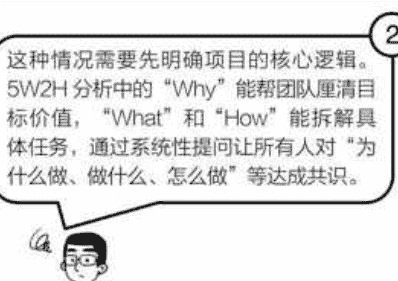 2
这种情况需要先明确项目的核心逻辑。
5W2H 分析中的“Why”能帮团队厘清目
标价值，“What”和“How”能拆解具
体任务，通过系统性提问让所有人对“为
什么做、做什么、怎么做”等达成共识。